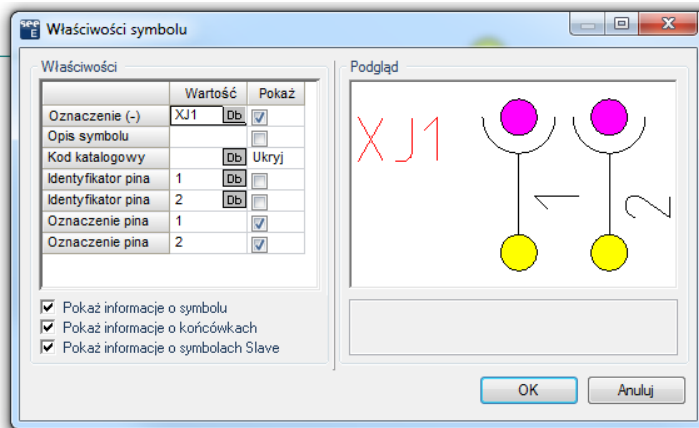 see
E
Właściwości symbolu
Właściwości
Wartość Pokaż
Oznaczenie (-) XJ1 Db
Opis symbolu
Kod katalogowy Db Ukryj
Identyfikator pina 1 Db
Identyfikator pina 2 Db
Oznaczenie pina 1
Oznaczenie pina 2
Pokaż informacje o symbolu
Pokaż informacje o końcówkach
Pokaż informacje o symbolach Slave
Podgląd
XJ1
1
2
OK Anuluj